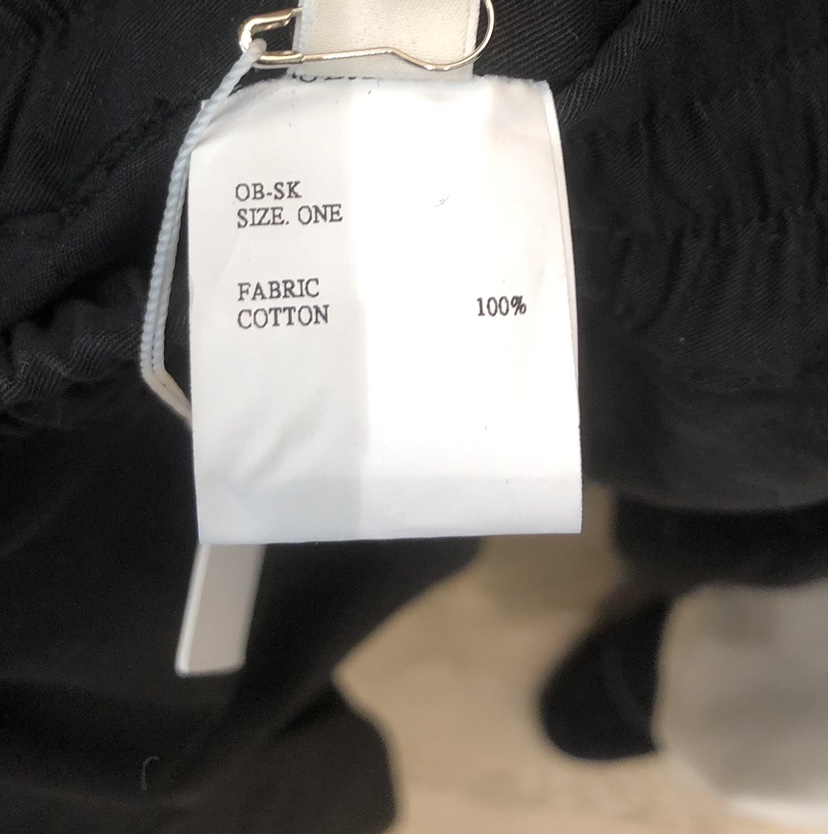 OB-SK
SIZE. ONE
FABRIC
COTTON 100%